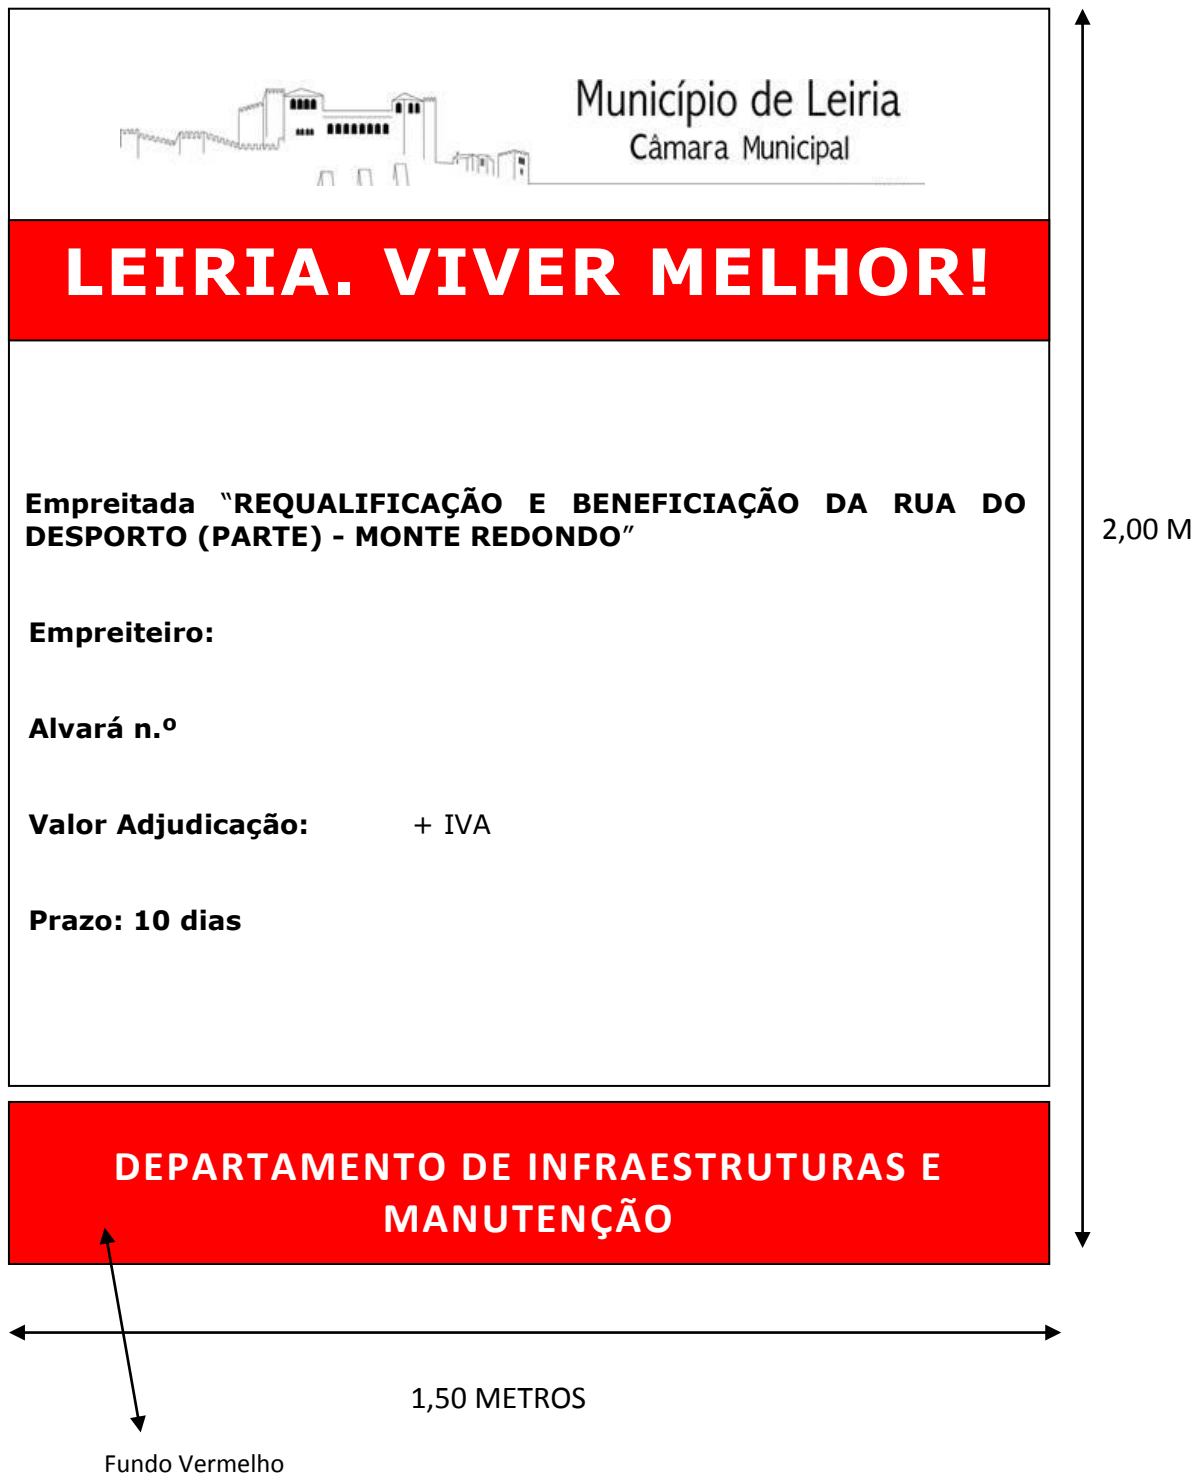 Município de Leiria
Câmara Municipal
LEIRIA. VIVER MELHOR!
Empreitada “REQUALIFICAÇÃO E BENEFICIAÇÃO DA RUA DO
DESPORTO (PARTE) - MONTE REDONDO”
2,00 M
Empreiteiro:
Alvará n.º
Valor Adjudicação: + IVA
Prazo: 10 dias
DEPARTAMENTO DE INFRAESTRUTURAS E
MANUTENÇÃO
1,50 METROS
Fundo Vermelho